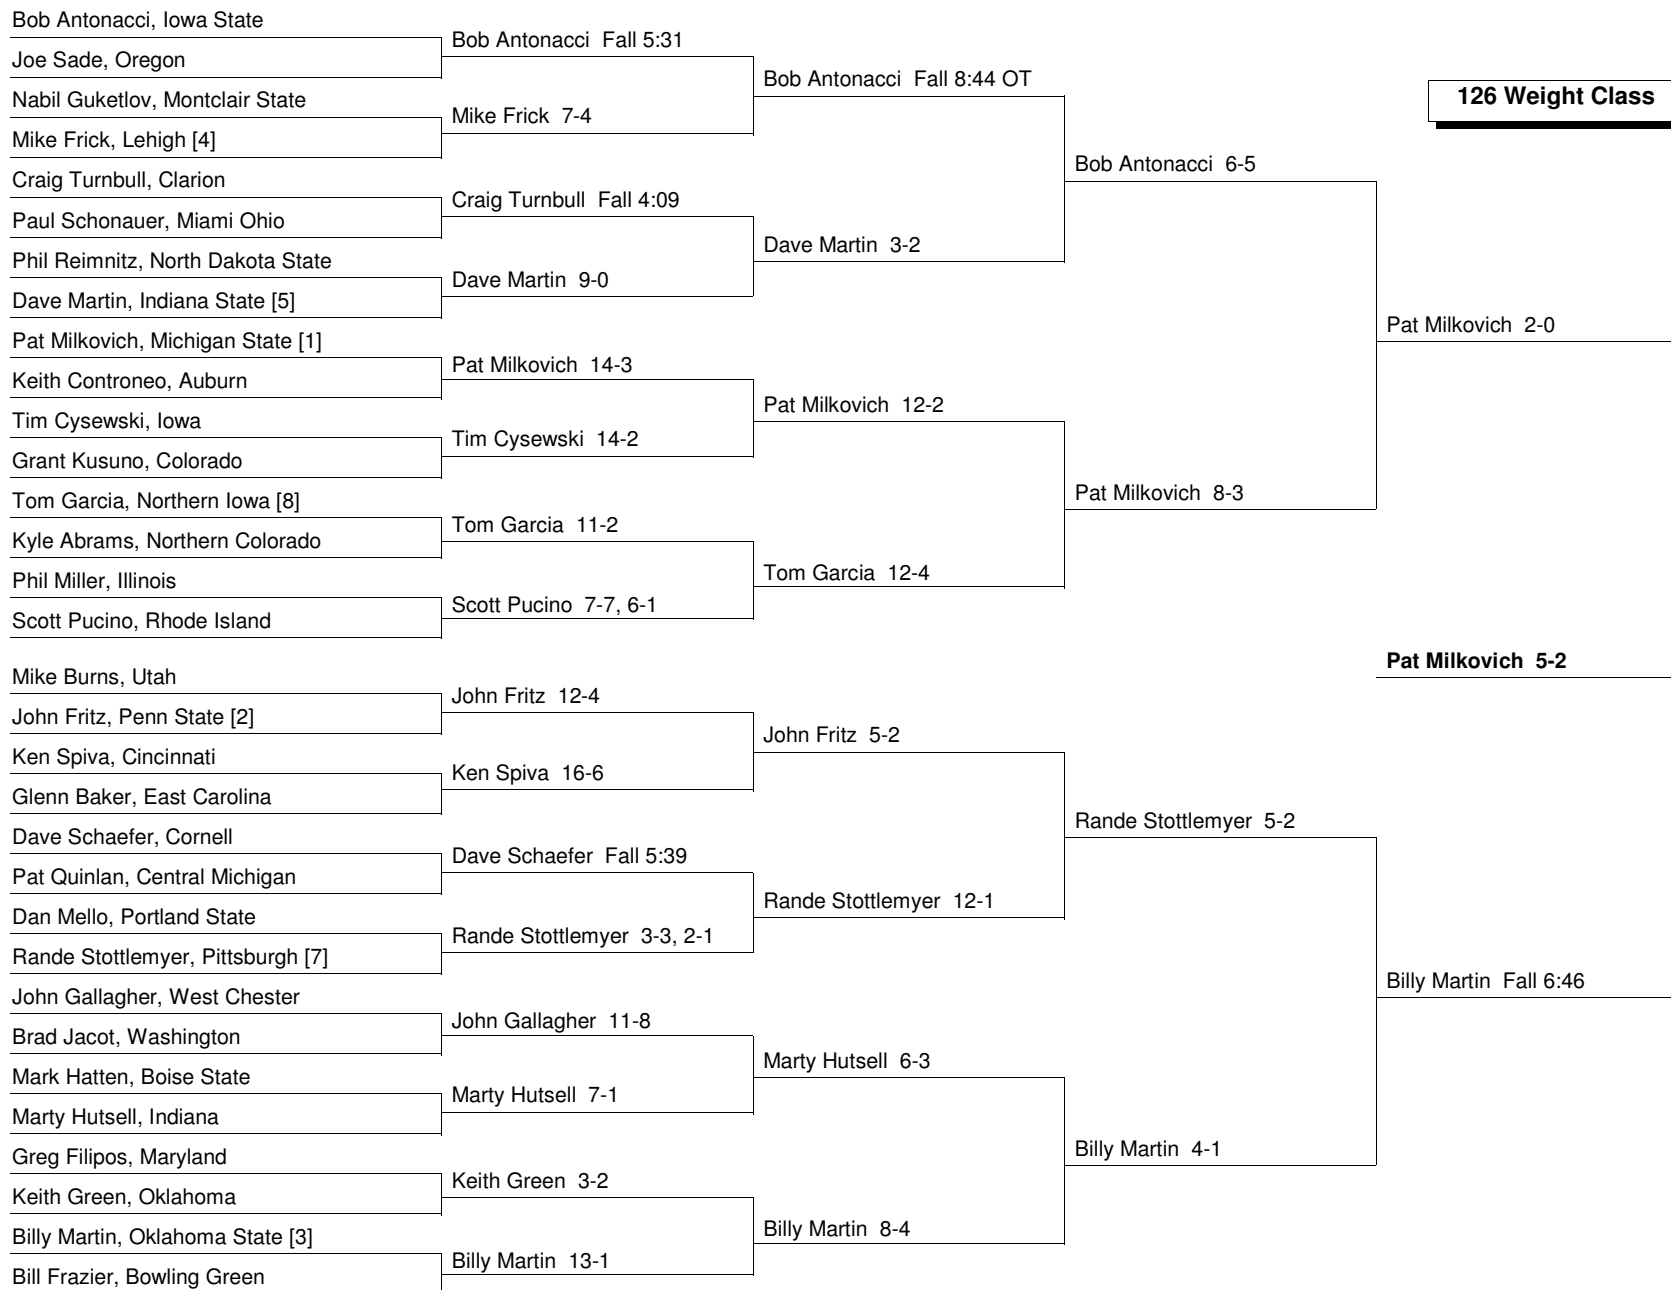 Bob Antonacci, Iowa State
Joe Sade, Oregon
Nabil Guketlov, Montclair State
Mike Frick, Lehigh [4]
Craig Turnbull, Clarion
Paul Schonauer, Miami Ohio
Phil Reimnitz, North Dakota State
Dave Martin, Indiana State [5]
Pat Milkovich, Michigan State [1]
Keith Controneo, Auburn
Tim Cysewski, Iowa
Grant Kusuno, Colorado
Tom Garcia, Northern Iowa [8]
Kyle Abrams, Northern Colorado
Phil Miller, Illinois
Scott Pucino, Rhode Island
Mike Burns, Utah
John Fritz, Penn State [2]
Ken Spiva, Cincinnati
Glenn Baker, East Carolina
Dave Schaefer, Cornell
Pat Quinlan, Central Michigan
Dan Mello, Portland State
Rande Stottlemyer, Pittsburgh [7]
John Gallagher, West Chester
Brad Jacot, Washington
Mark Hatten, Boise State
Marty Hutsell, Indiana
Greg Filipos, Maryland
Keith Green, Oklahoma
Billy Martin, Oklahoma State [3]
Bill Frazier, Bowling Green
Bob Antonacci Fall 5:31
Mike Frick 7-4
Craig Turnbull Fall 4:09
Dave Martin 9-0
Pat Milkovich 14-3
Tim Cysewski 14-2
Tom Garcia 11-2
Scott Pucino 7-7, 6-1
John Fritz 12-4
Ken Spiva 16-6
Dave Schaefer Fall 5:39
Rande Stottlemyer 3-3, 2-1
John Gallagher 11-8
Marty Hutsell 7-1
Keith Green 3-2
Billy Martin 13-1
Bob Antonacci Fall 8:44 OT
Dave Martin 3-2
Pat Milkovich 12-2
Tom Garcia 12-4
John Fritz 5-2
Rande Stottlemyer 12-1
Marty Hutsell 6-3
Billy Martin 8-4
Bob Antonacci 6-5
Pat Milkovich 8-3
Rande Stottlemyer 5-2
Billy Martin 4-1
126 Weight Class
Pat Milkovich 2-0
Pat Milkovich 5-2
Billy Martin Fall 6:46